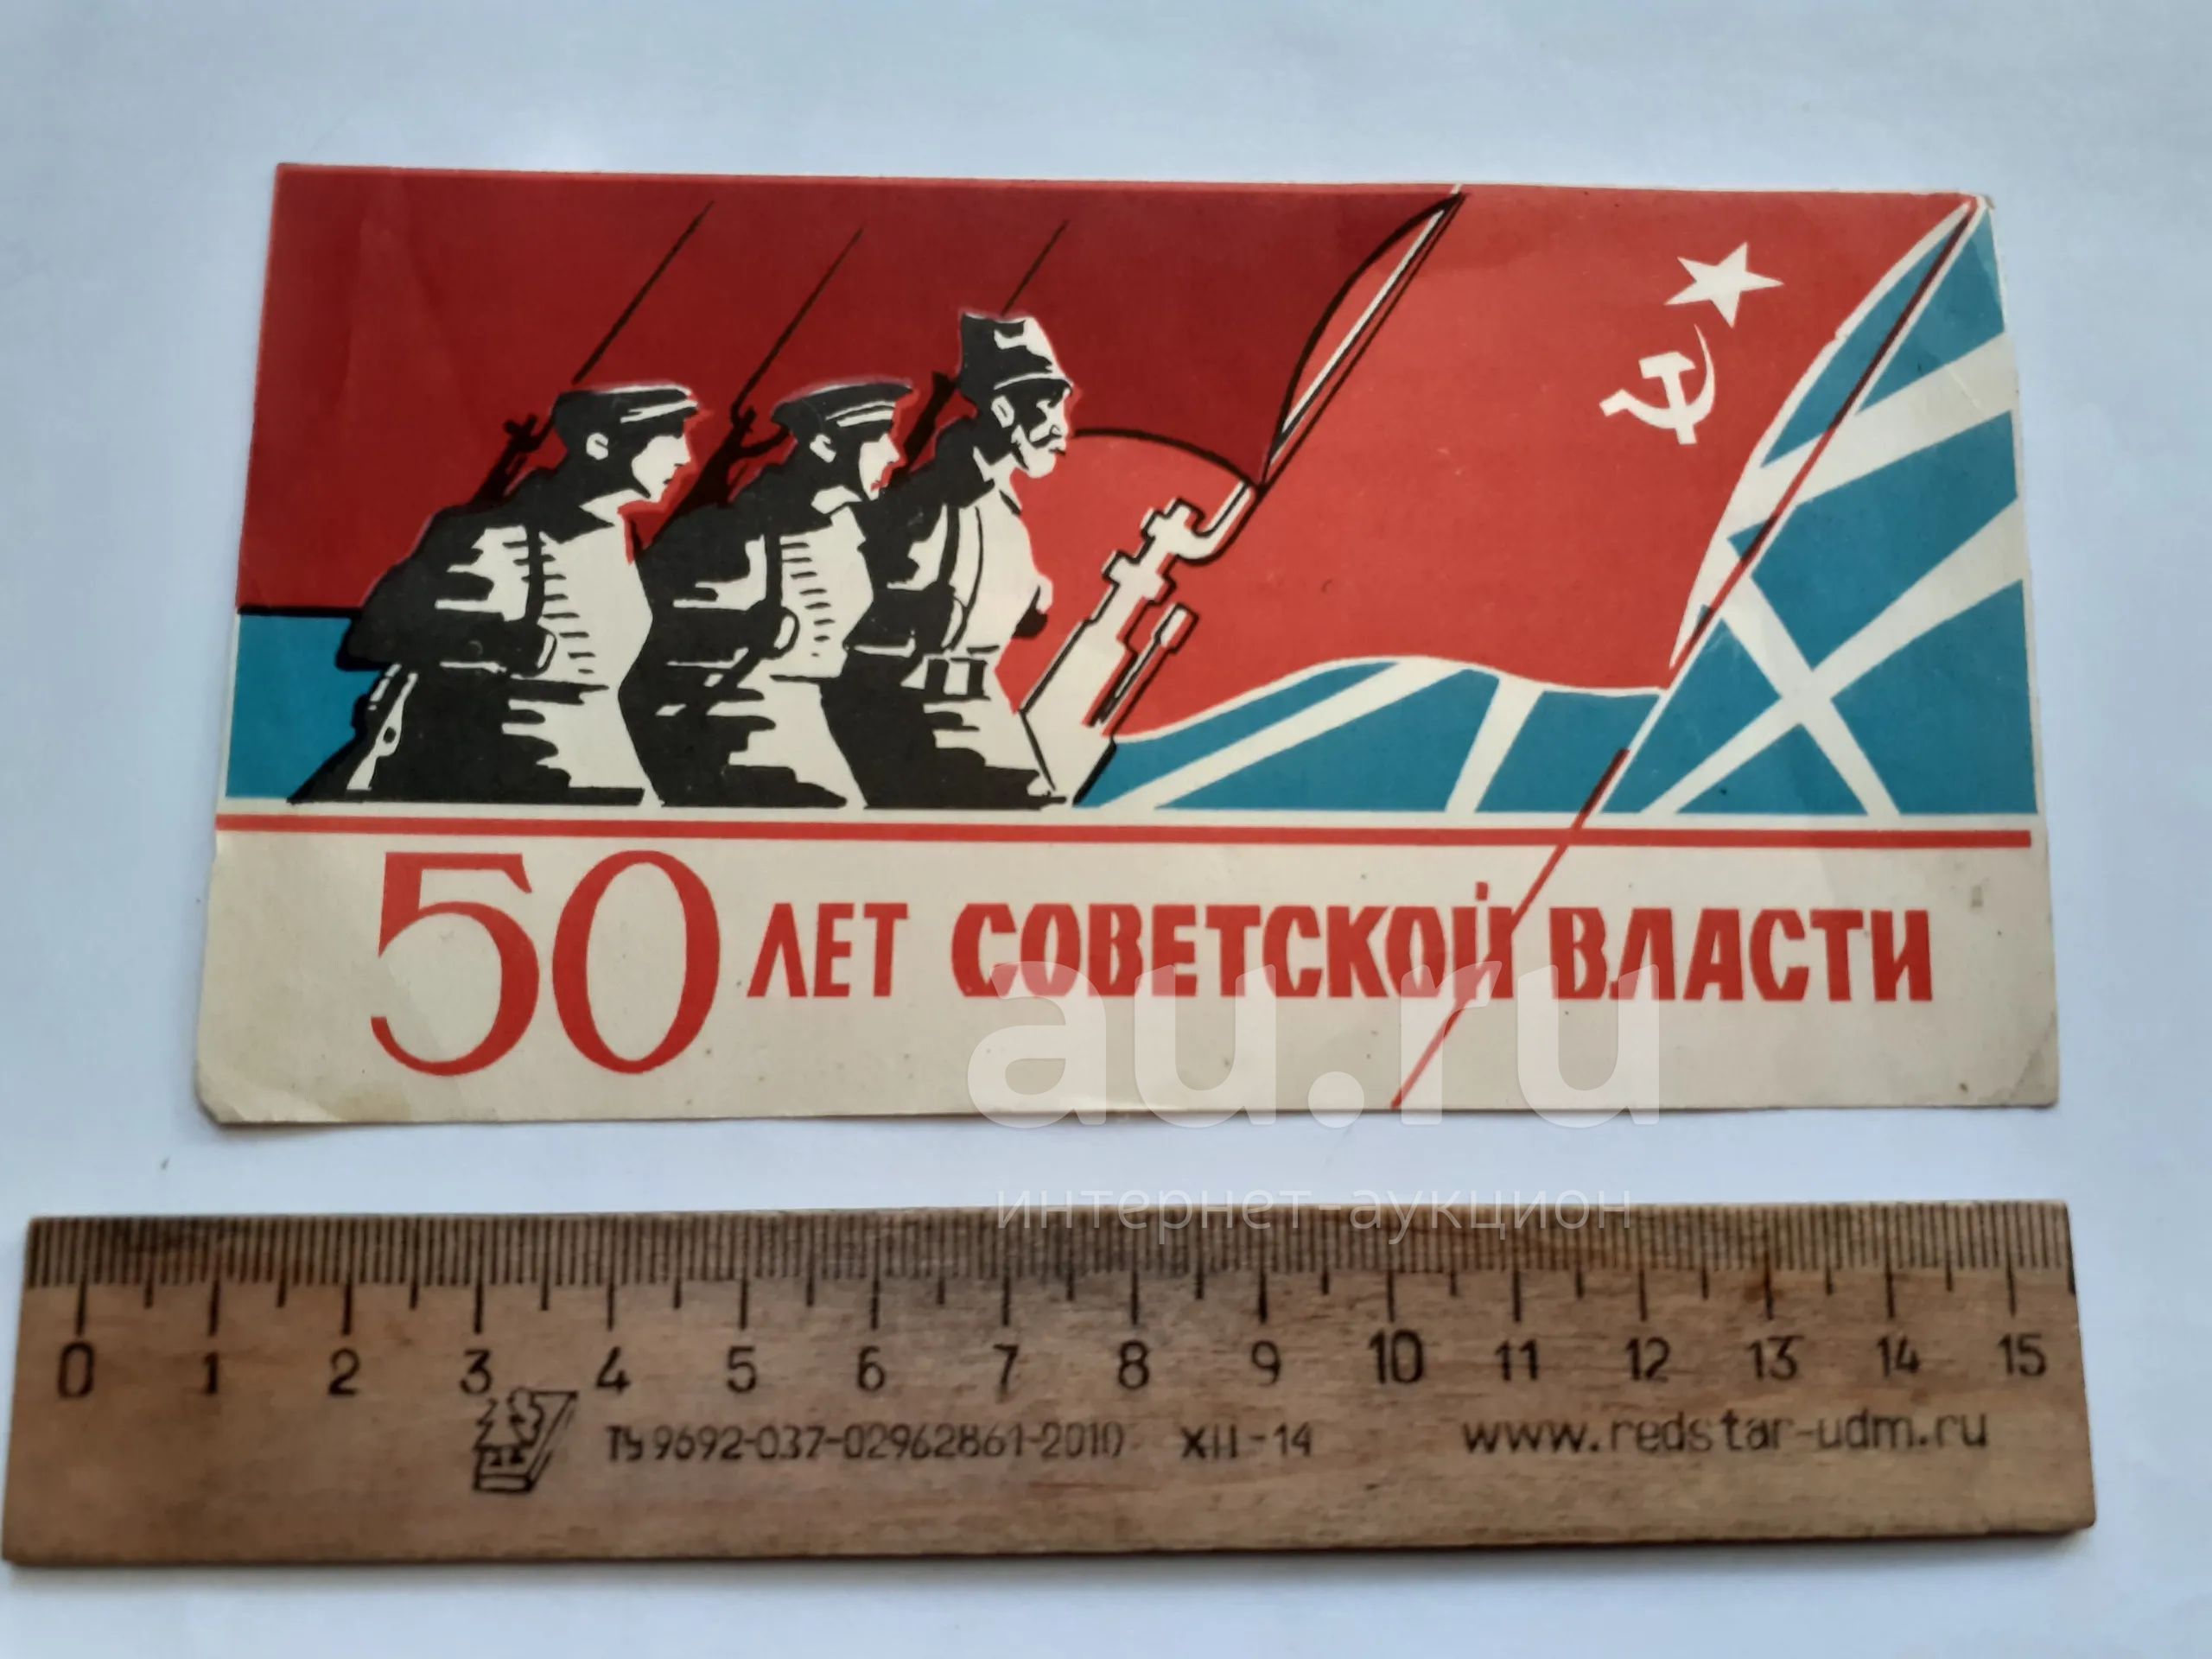 50 ЛЕТ СОВЕТСКОЙ ВЛАСТИ
au.ru
интернет-аукцион
0 1 2 3 4 5 6 7 8 9 10 11 12 13 14 15
ТУ 9692-037-02962861-2010 XII-14 www.redstar-udm.ru